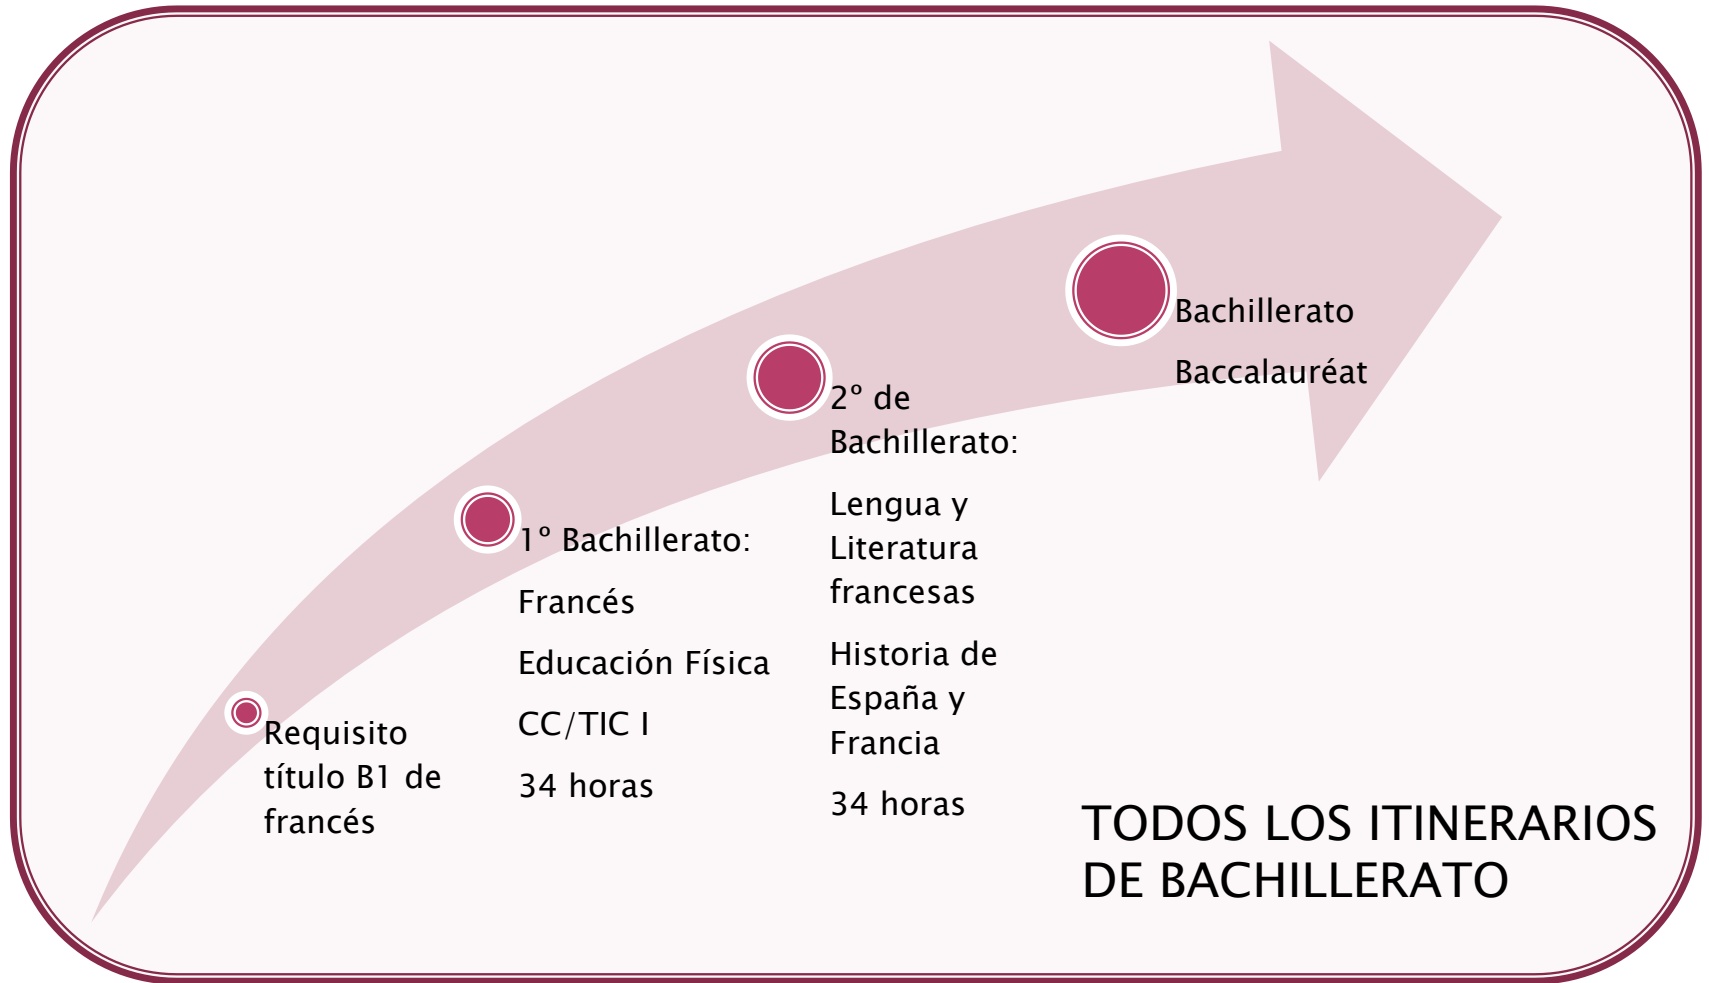 Requisito
título B1 de
francés
1º Bachillerato:
Francés
Educación Física
CC/TIC I
34 horas
2º de
Bachillerato:
Lengua y
Literatura
francesas
Historia de
España y
Francia
34 horas
Bachillerato
Baccalauréat
TODOS LOS ITINERARIOS
DE BACHILLERATO